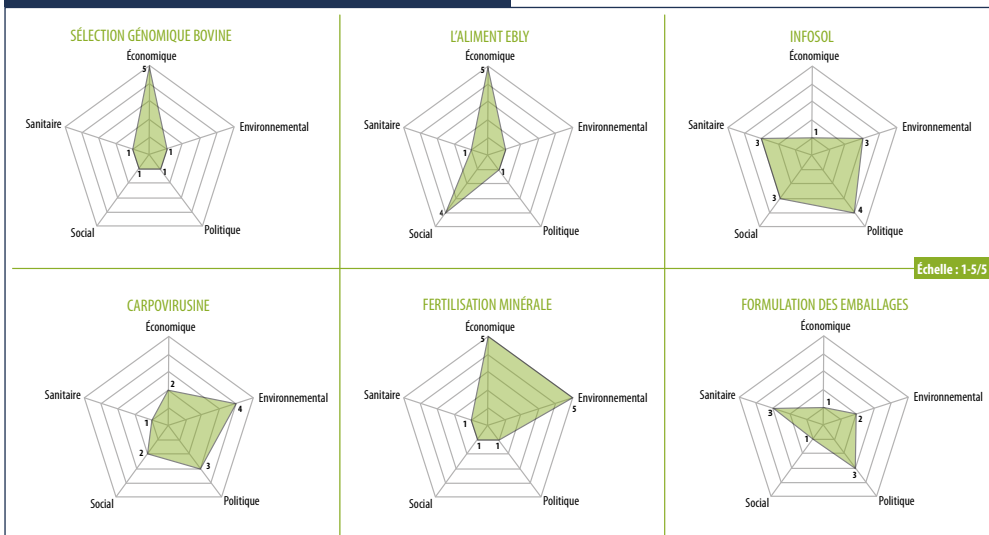 SÉLECTION GÉNOMIQUE BOVINE
Économique
5
Sanitaire
Environnemental
1
1
1
1
Social
Politique
L'ALIMENT EBLY
Économique
5
Sanitaire
Environnemental
1
1
4
Social
Politique
INFOSOL
Économique
1
Sanitaire
Environnemental
3
3
3
4
Social
Politique
Échelle : 1-5/5
CARPOVIRUSINE
Économique
2
Sanitaire
Environnemental
4
1
2
3
Social
Politique
FERTILISATION MINÉRALE
Économique
5
Sanitaire
Environnemental
5
1
1
1
Social
Politique
FORMULATION DES EMBALLAGES
Économique
1
Sanitaire
Environnemental
3
2
1
3
Social
Politique